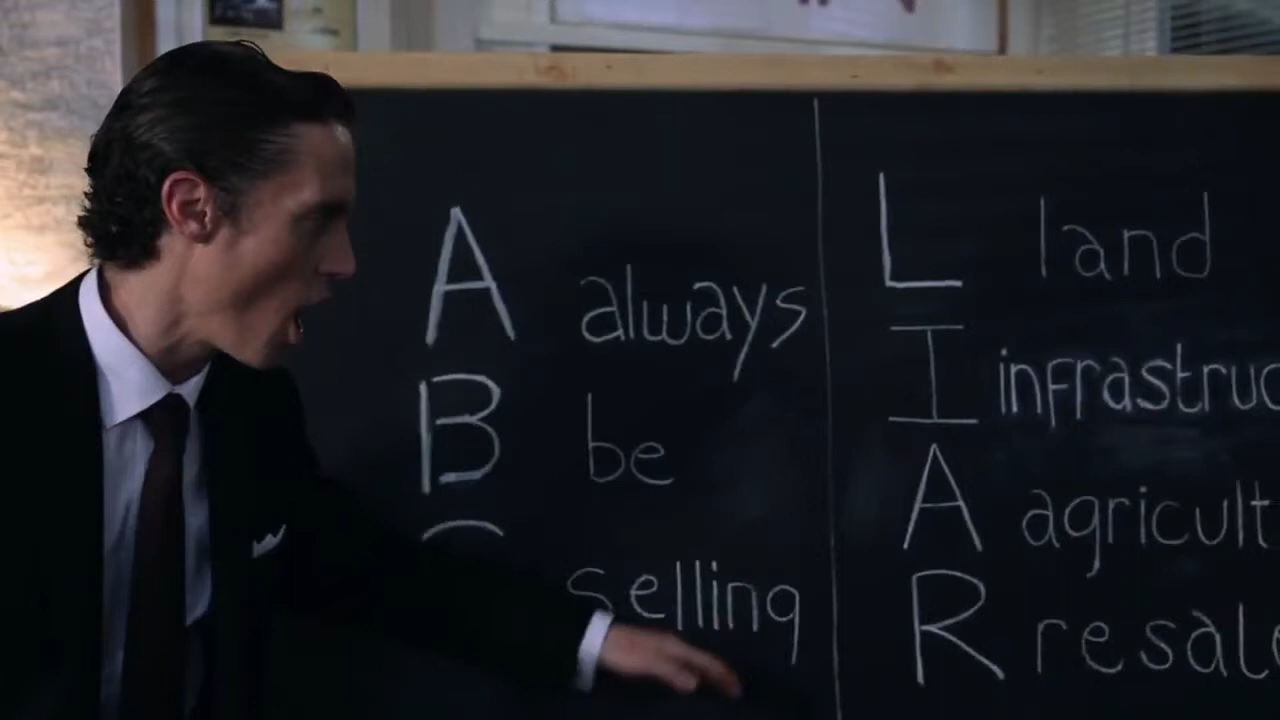 A always
B be
selling
L land
I infrastruc
A agricult
R resale